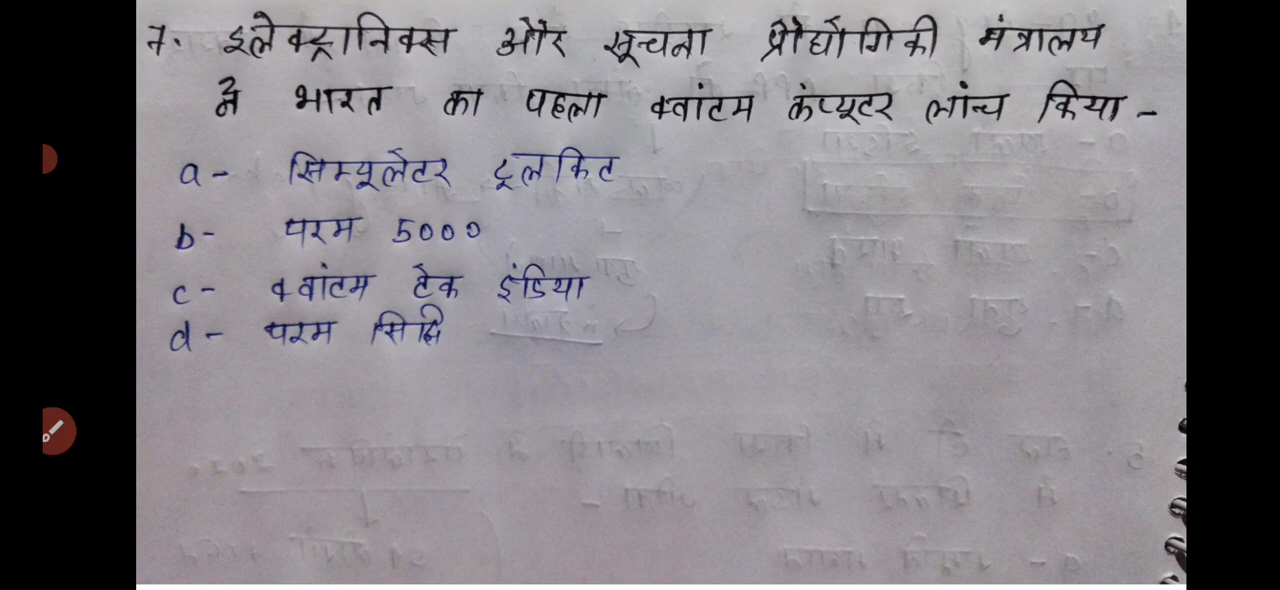 7. इलेक्ट्रानिक्स और सूचना प्रौद्योगिकी मंत्रालय
ने भारत का पहला क्वांटम कंप्यूटर लांच किया -
a- सिम्यूलेटर टूलकिट
b- परम 5000
c- क्वांटम टेक इंडिया
d- परम सिद्धि